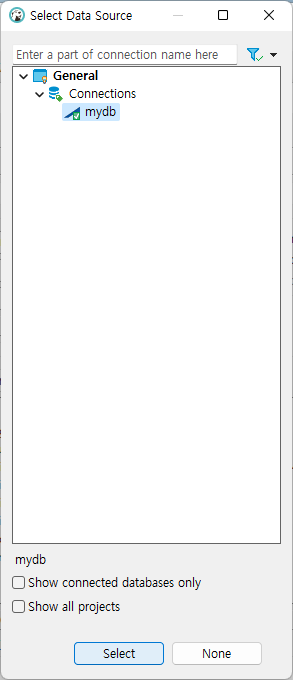 Select Data Source
Enter a part of connection name here
General
Connections
mydb
mydb
Show connected databases only
Show all projects
Select
None